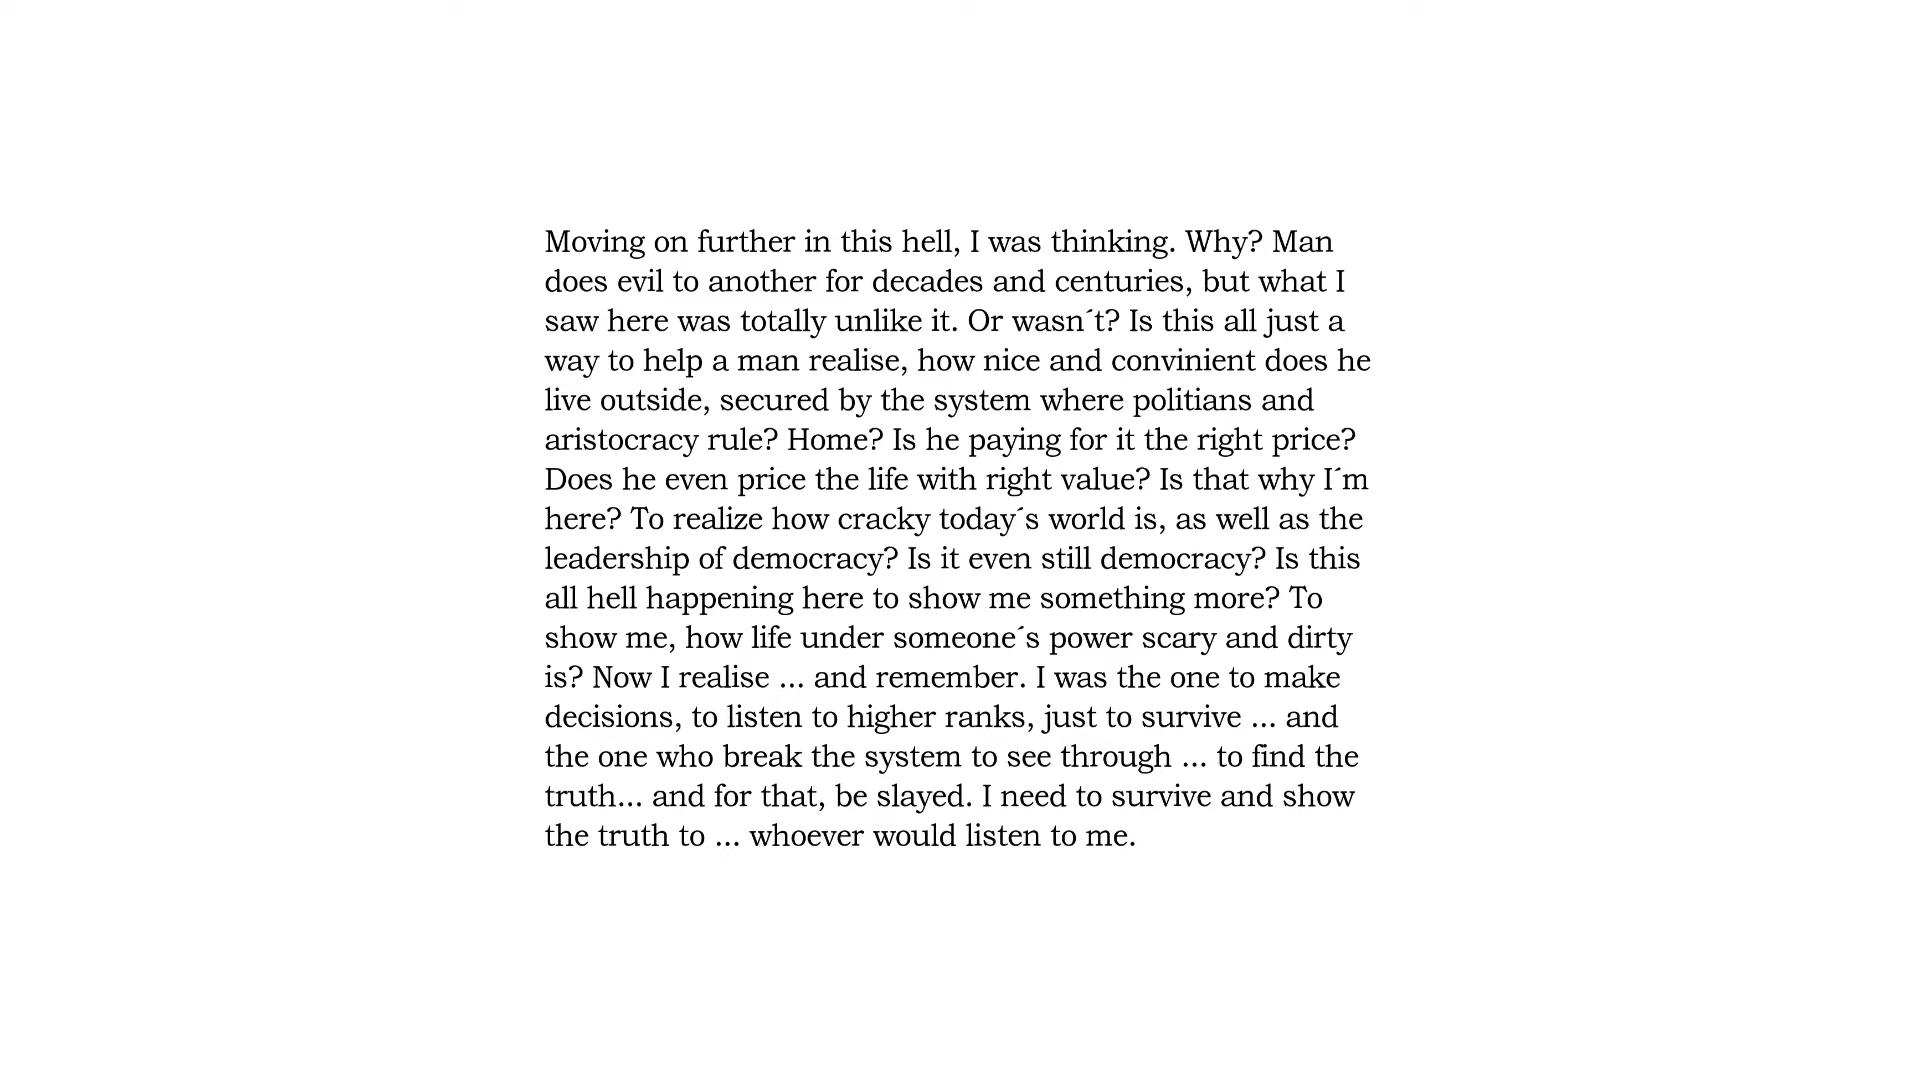 Moving on further in this hell, I was thinking. Why? Man
does evil to another for decades and centuries, but what I
saw here was totally unlike it. Or wasn´t? Is this all just a
way to help a man realise, how nice and convinient does he
live outside, secured by the system where politians and
aristocracy rule? Home? Is he paying for it the right price?
Does he even price the life with right value? Is that why I´m
here? To realize how cracky today´s world is, as well as the
leadership of democracy? Is it even still democracy? Is this
all hell happening here to show me something more? To
show me, how life under someone´s power scary and dirty
is? Now I realise ... and remember. I was the one to make
decisions, to listen to higher ranks, just to survive ... and
the one who break the system to see through ... to find the
truth... and for that, be slayed. I need to survive and show
the truth to ... whoever would listen to me.